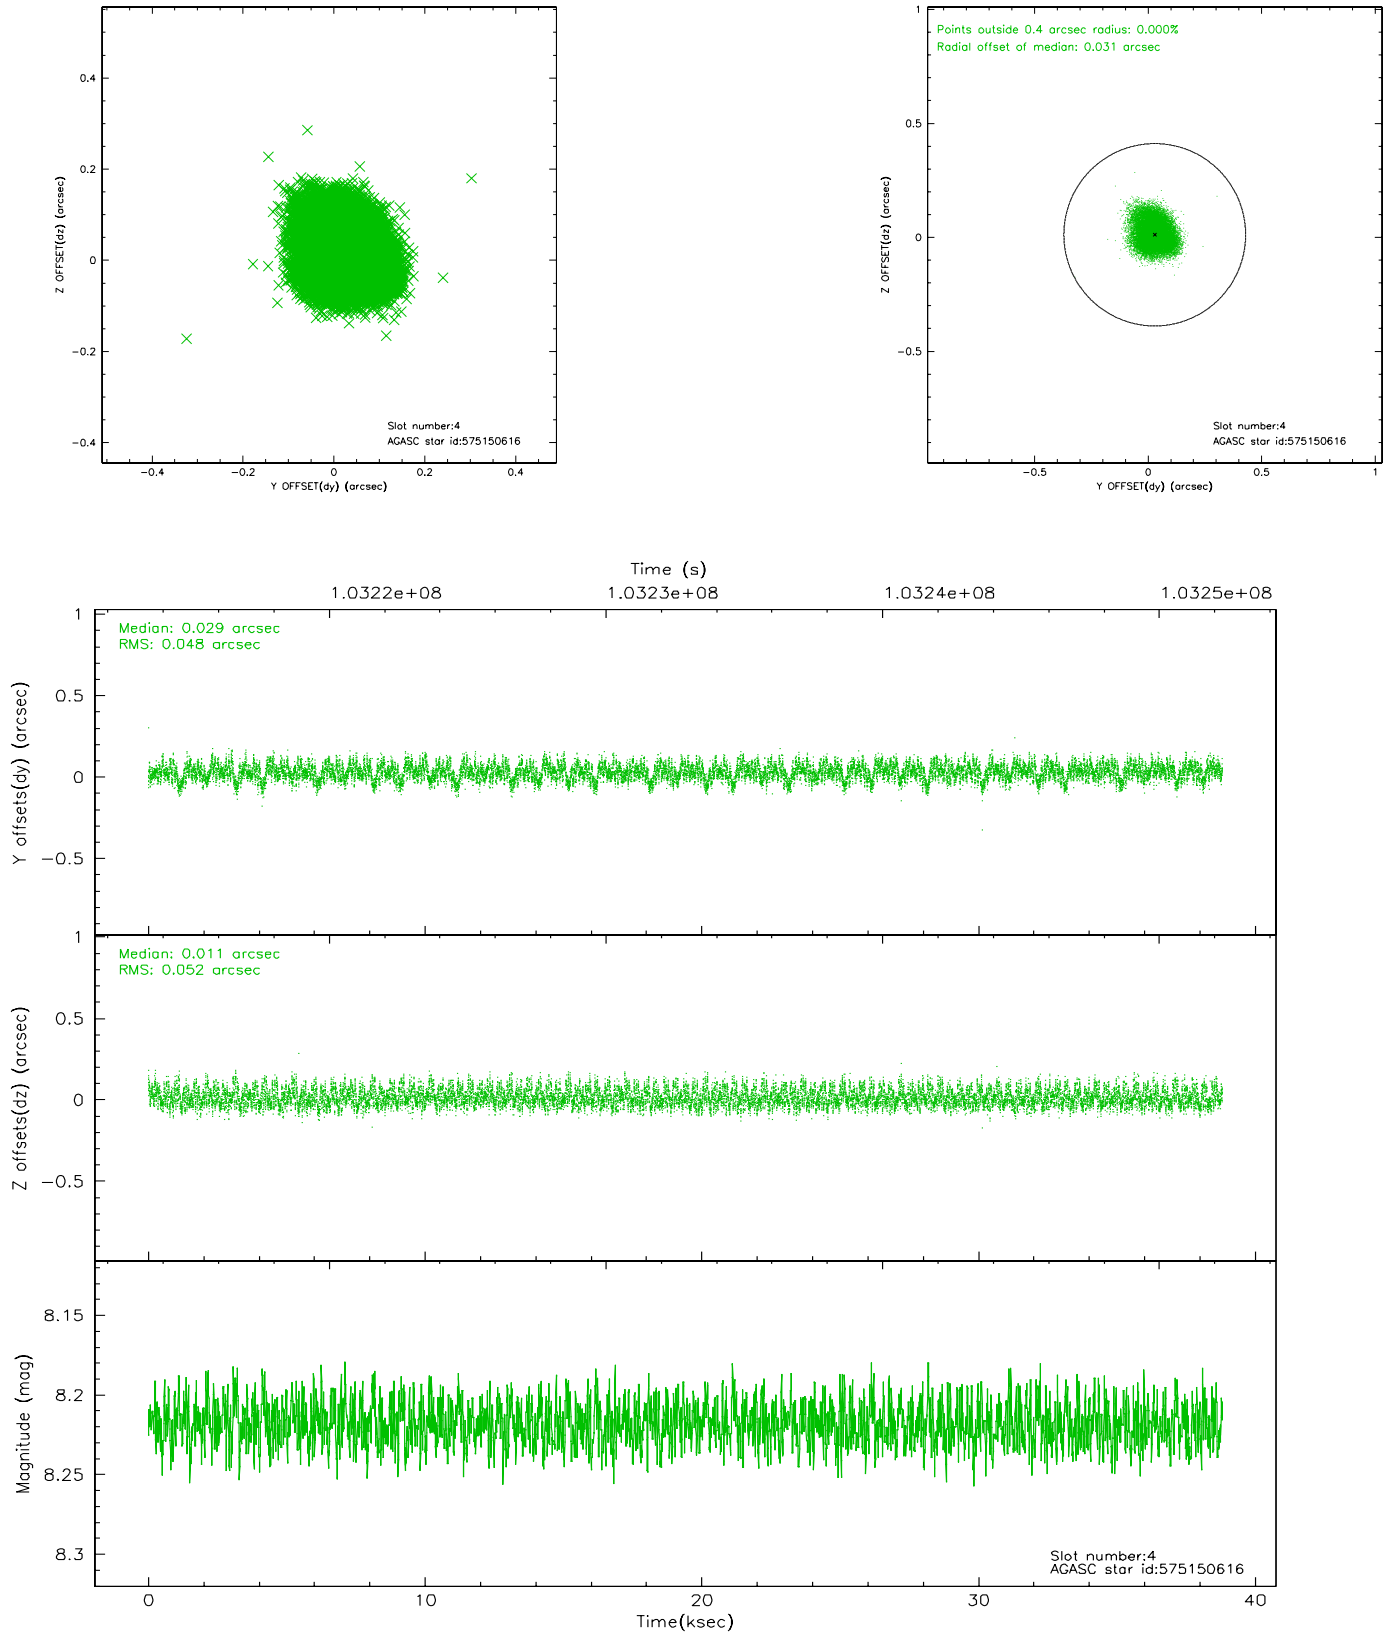 0.4
0.2
0
−0.2
−0.4
Z OFFSET(dz) (arcsec)
Slot number:4
AGASC star id:575150616
−0.4 −0.2 0 0.2 0.4
Y OFFSET(dy) (arcsec)
Points outside 0.4 arcsec radius: 0.000%
Radial offset of median: 0.031 arcsec
1
0.5
0
−0.5
Z OFFSET(dz) (arcsec)
Slot number:4
AGASC star id:575150616
−0.5 0 0.5 1
Y OFFSET(dy) (arcsec)
Time (s)
1.0322e+08 1.0323e+08 1.0324e+08 1.0325e+08
Median: 0.029 arcsec
RMS: 0.048 arcsec
1
0.5
0
−0.5
Y offsets(dy) (arcsec)
Median: 0.011 arcsec
RMS: 0.052 arcsec
1
0.5
0
−0.5
Z offsets(dz) (arcsec)
8.15
8.2
8.25
8.3
Magnitude (mag)
Slot number:4
AGASC star id:575150616
0 10 20 30 40
Time(ksec)